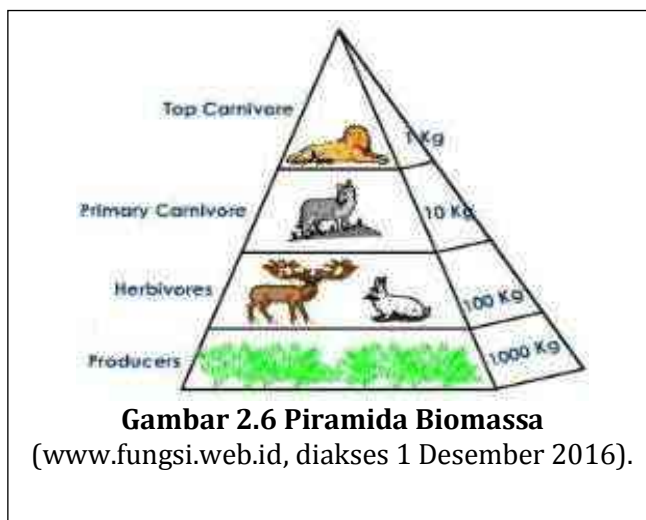 Top Carnivore
1 Kg
Primary Carnivore
10 Kg
Herbivores
100 Kg
Producers
1000 Kg
Gambar 2.6 Piramida Biomassa
(www.fungsi.web.id, diakses 1 Desember 2016).